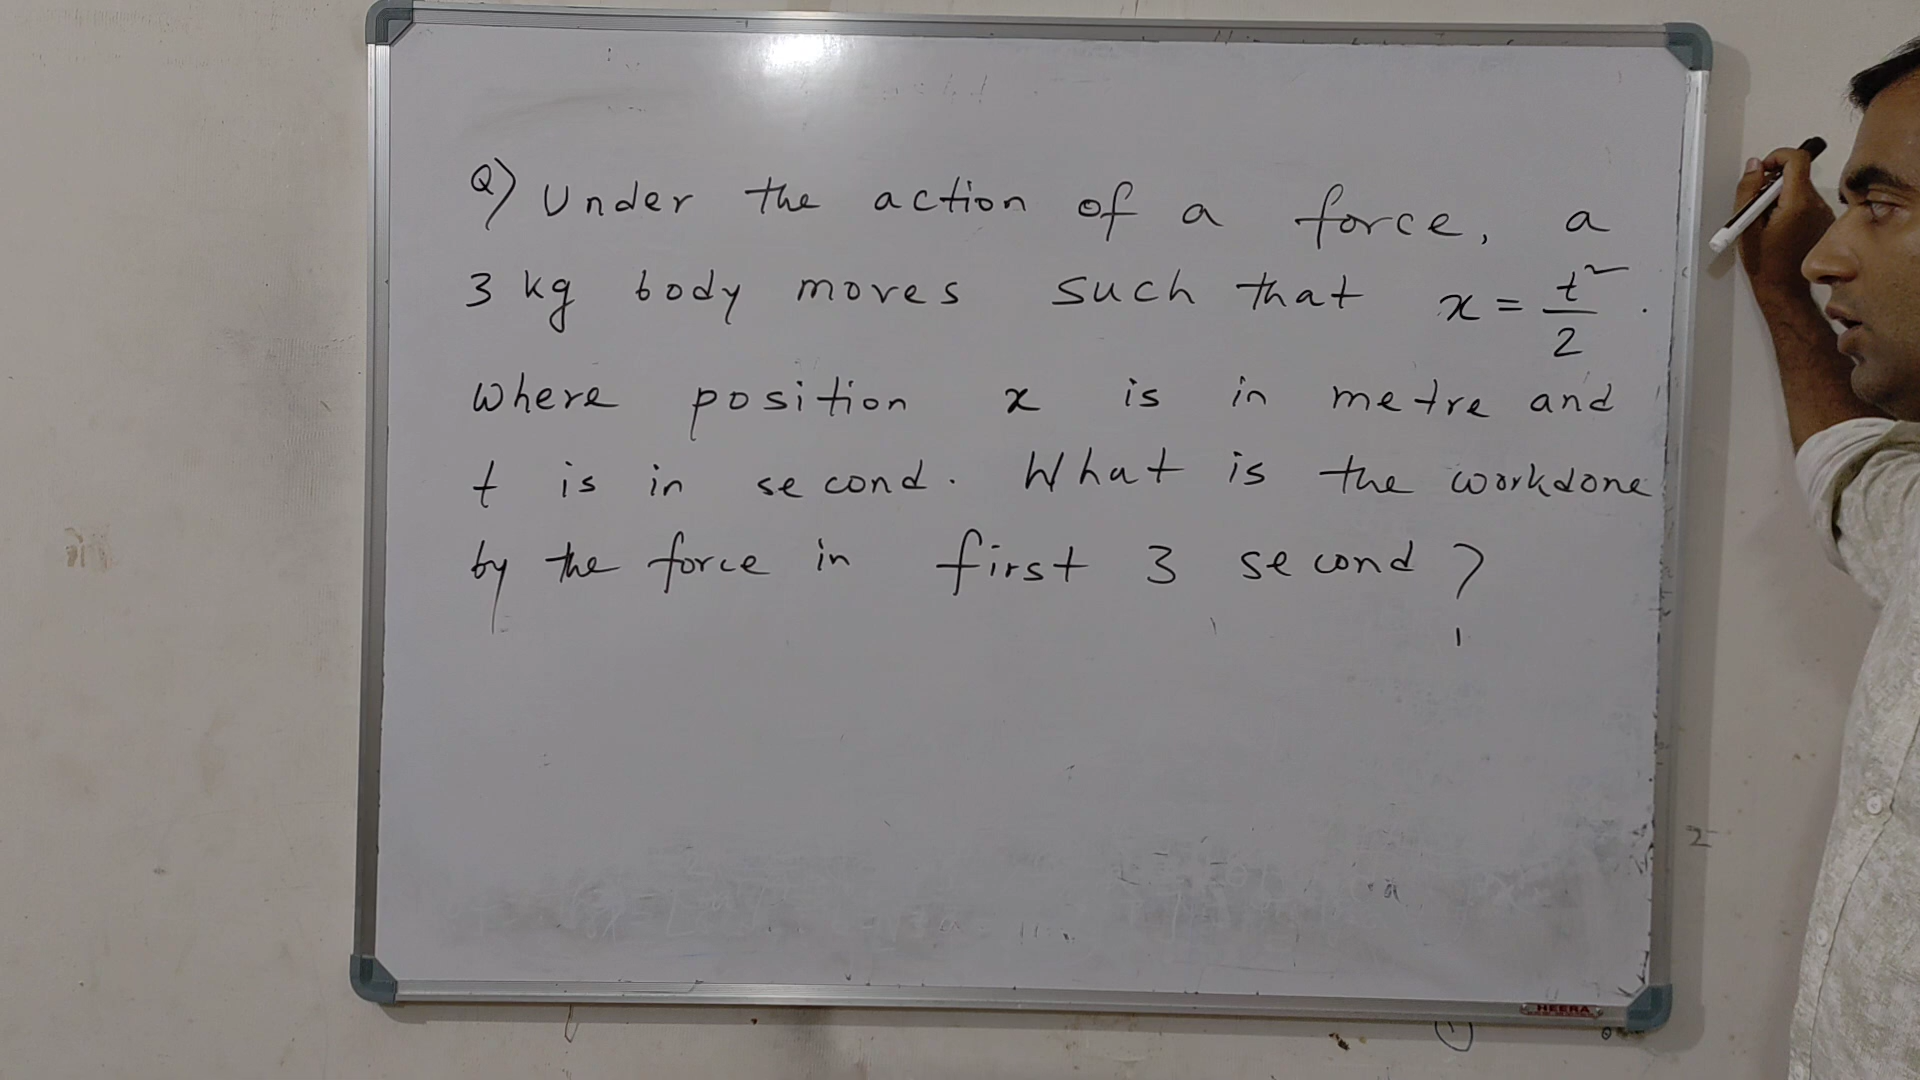 Q) Under the action of a force, a
3 kg body moves such that x = t²/2 .
where position x is in metre and
t is in second. What is the workdone
by the force in first 3 second ?
HEERA